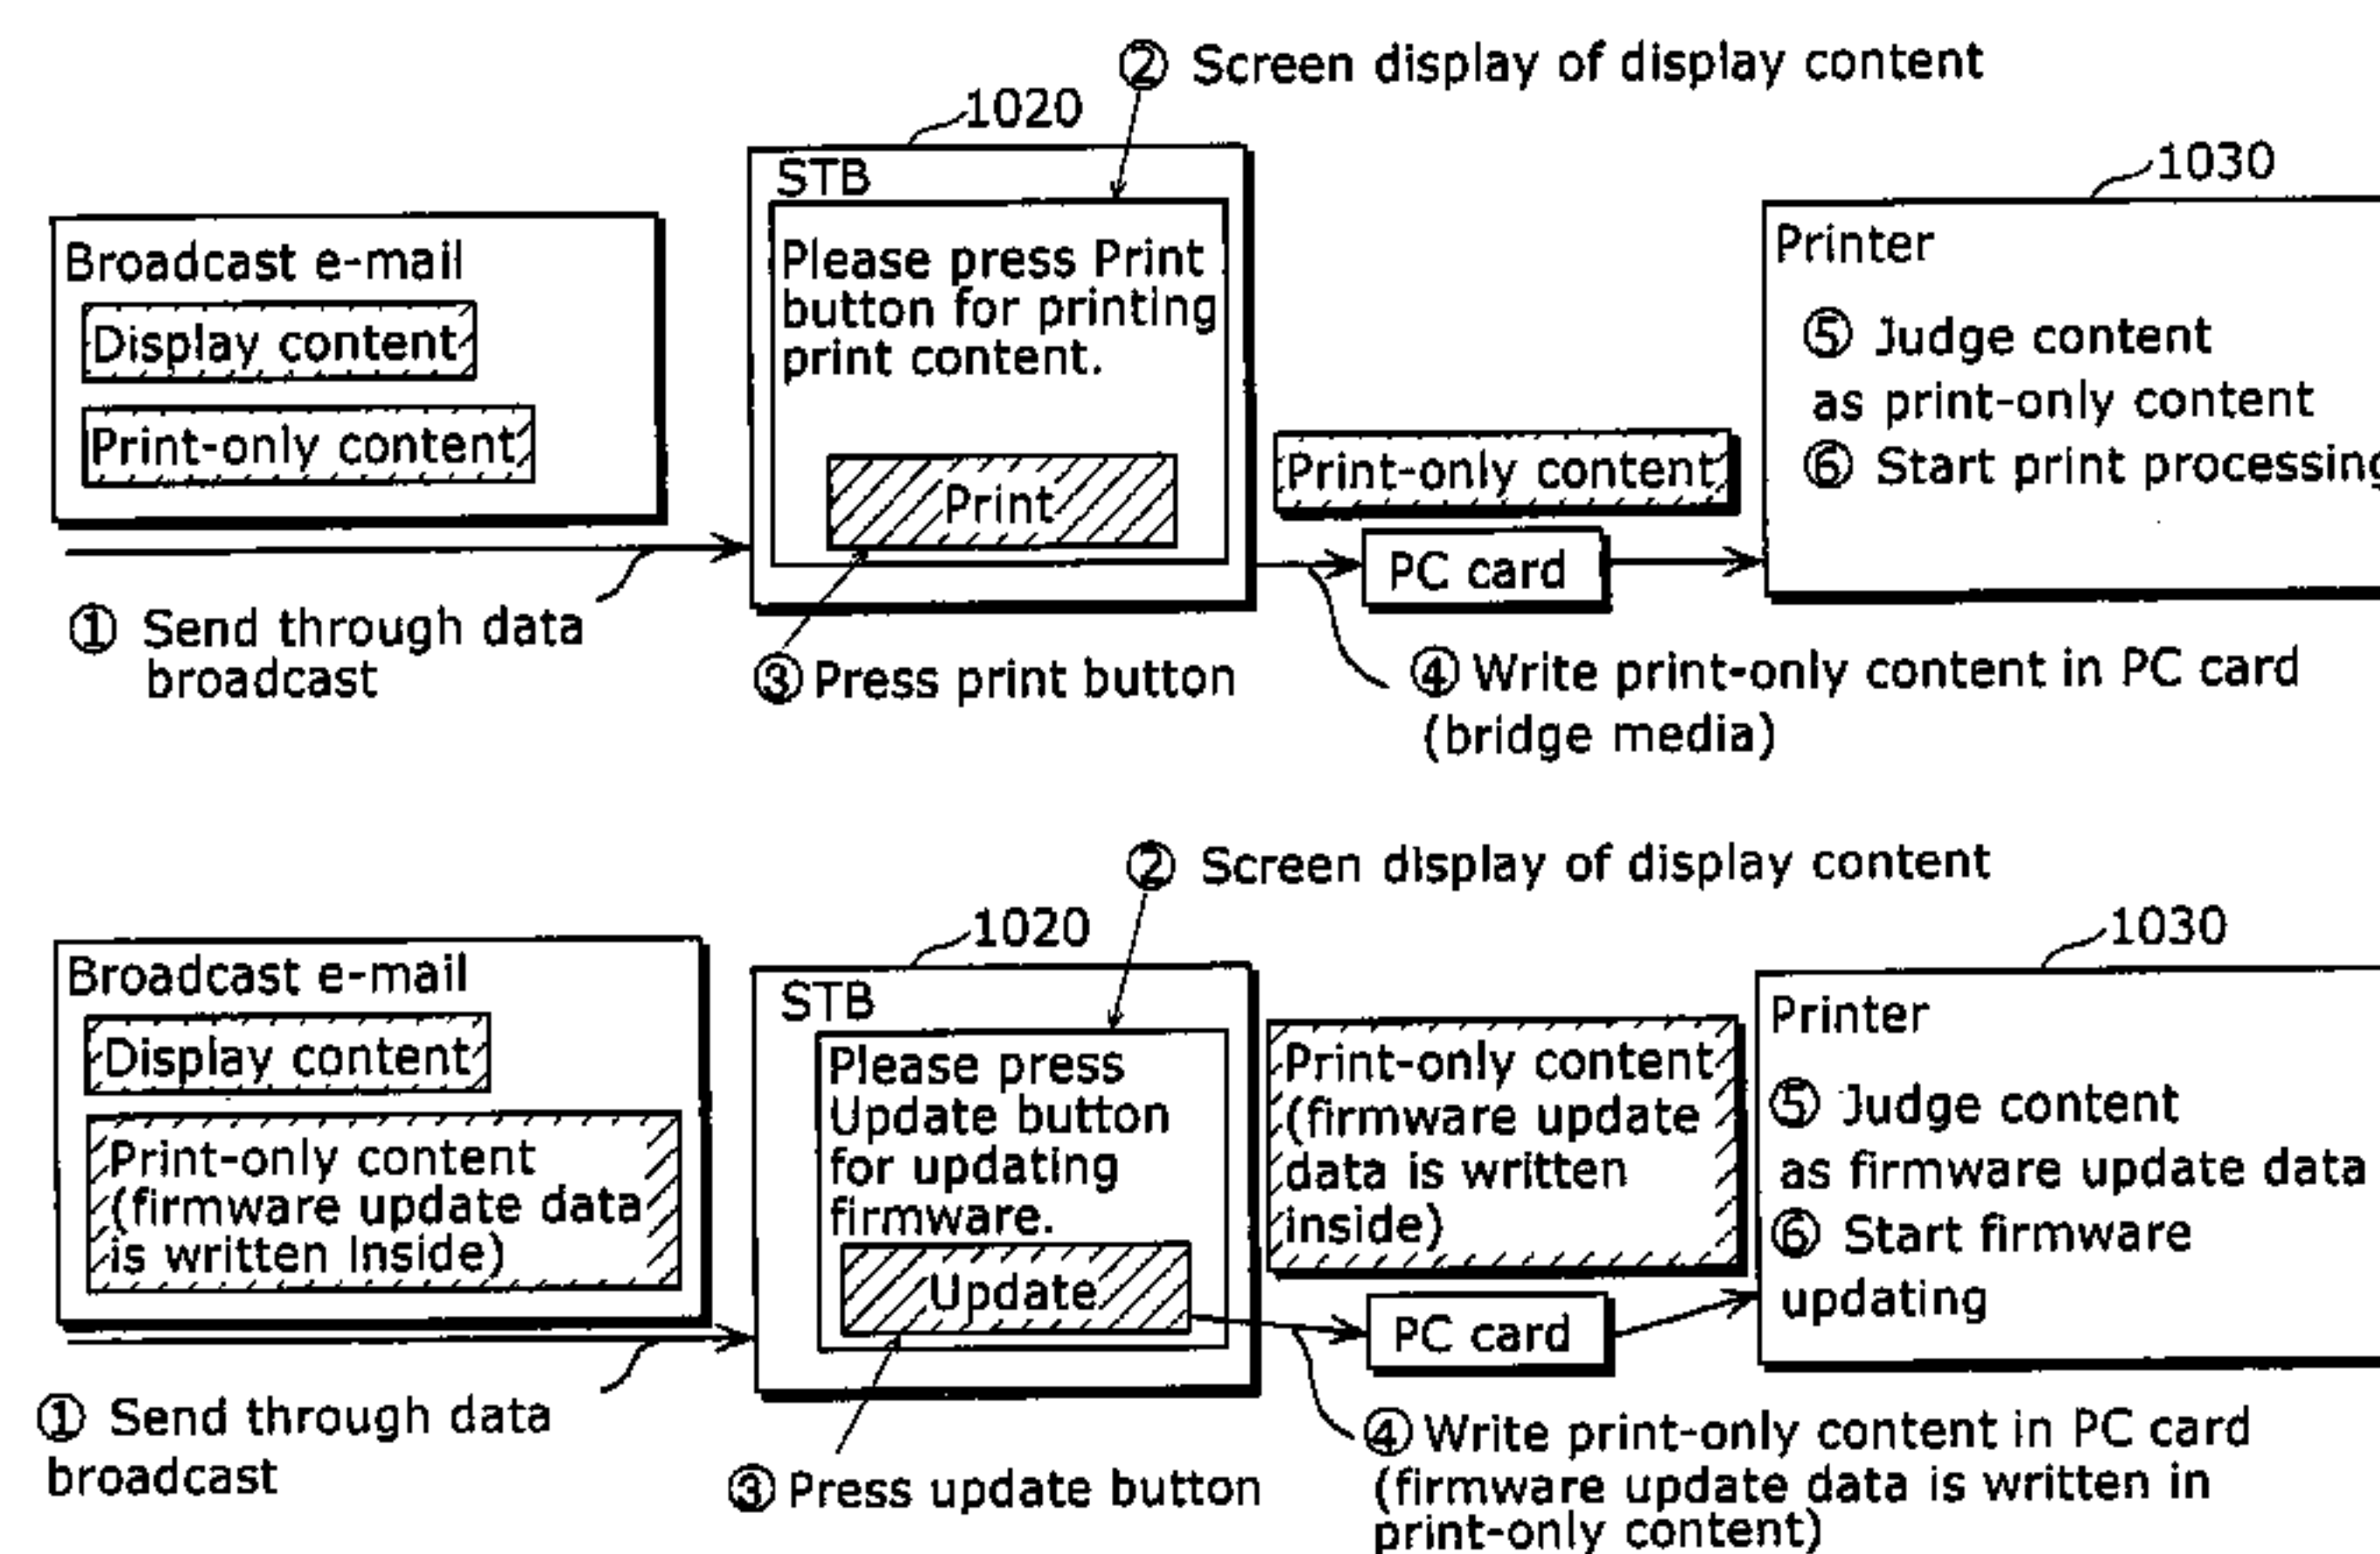 ② Screen display of display content
1020
1030
STB
Broadcast e-mail
Display content
Print-only content
Please press Print
button for printing
print content.
Print
Print-only content
PC card
Printer
⑤ Judge content
as print-only content
⑥ Start print processing
① Send through data
broadcast
③ Press print button
④ Write print-only content in PC card
(bridge media)
② Screen display of display content
1020
1030
Broadcast e-mail
Display content
Print-only content
(firmware update data
is written Inside)
STB
Please press
Update button
for updating
firmware.
Update
Print-only content
(firmware update
data is written
inside)
PC card
Printer
⑤ Judge content
as firmware update data
⑥ Start firmware
updating
① Send through data
broadcast
③ Press update button
④ Write print-only content in PC card
(firmware update data is written in
print-only content)